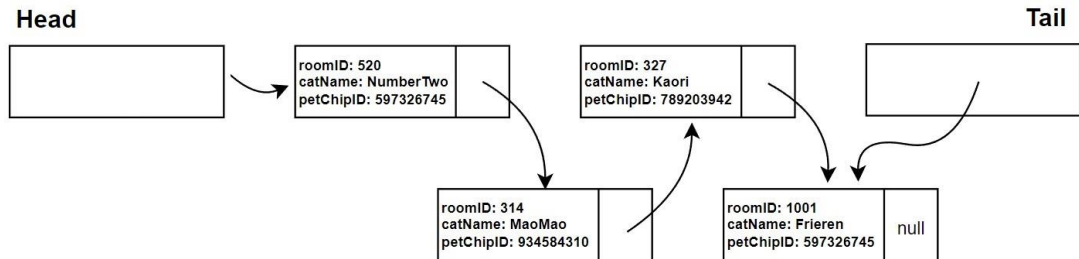 Head
Tail
roomID: 520
catName: NumberTwo
petChipID: 597326745
roomID: 327
catName: Kaori
petChipID: 789203942
roomID: 314
catName: MaoMao
petChipID: 934584310
roomID: 1001
catName: Frieren
petChipID: 597326745
null